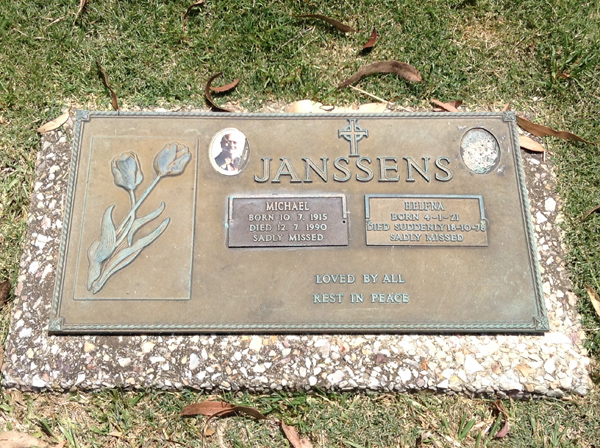 JANSSENS
MICHAEL
BORN 10. 7. 1915
DIED 12. 7. 1990
SADLY MISSED
HELENA
BORN 4-1-21
DIED SUDDENLY 18-10-78
SADLY MISSED
LOVED BY ALL
REST IN PEACE